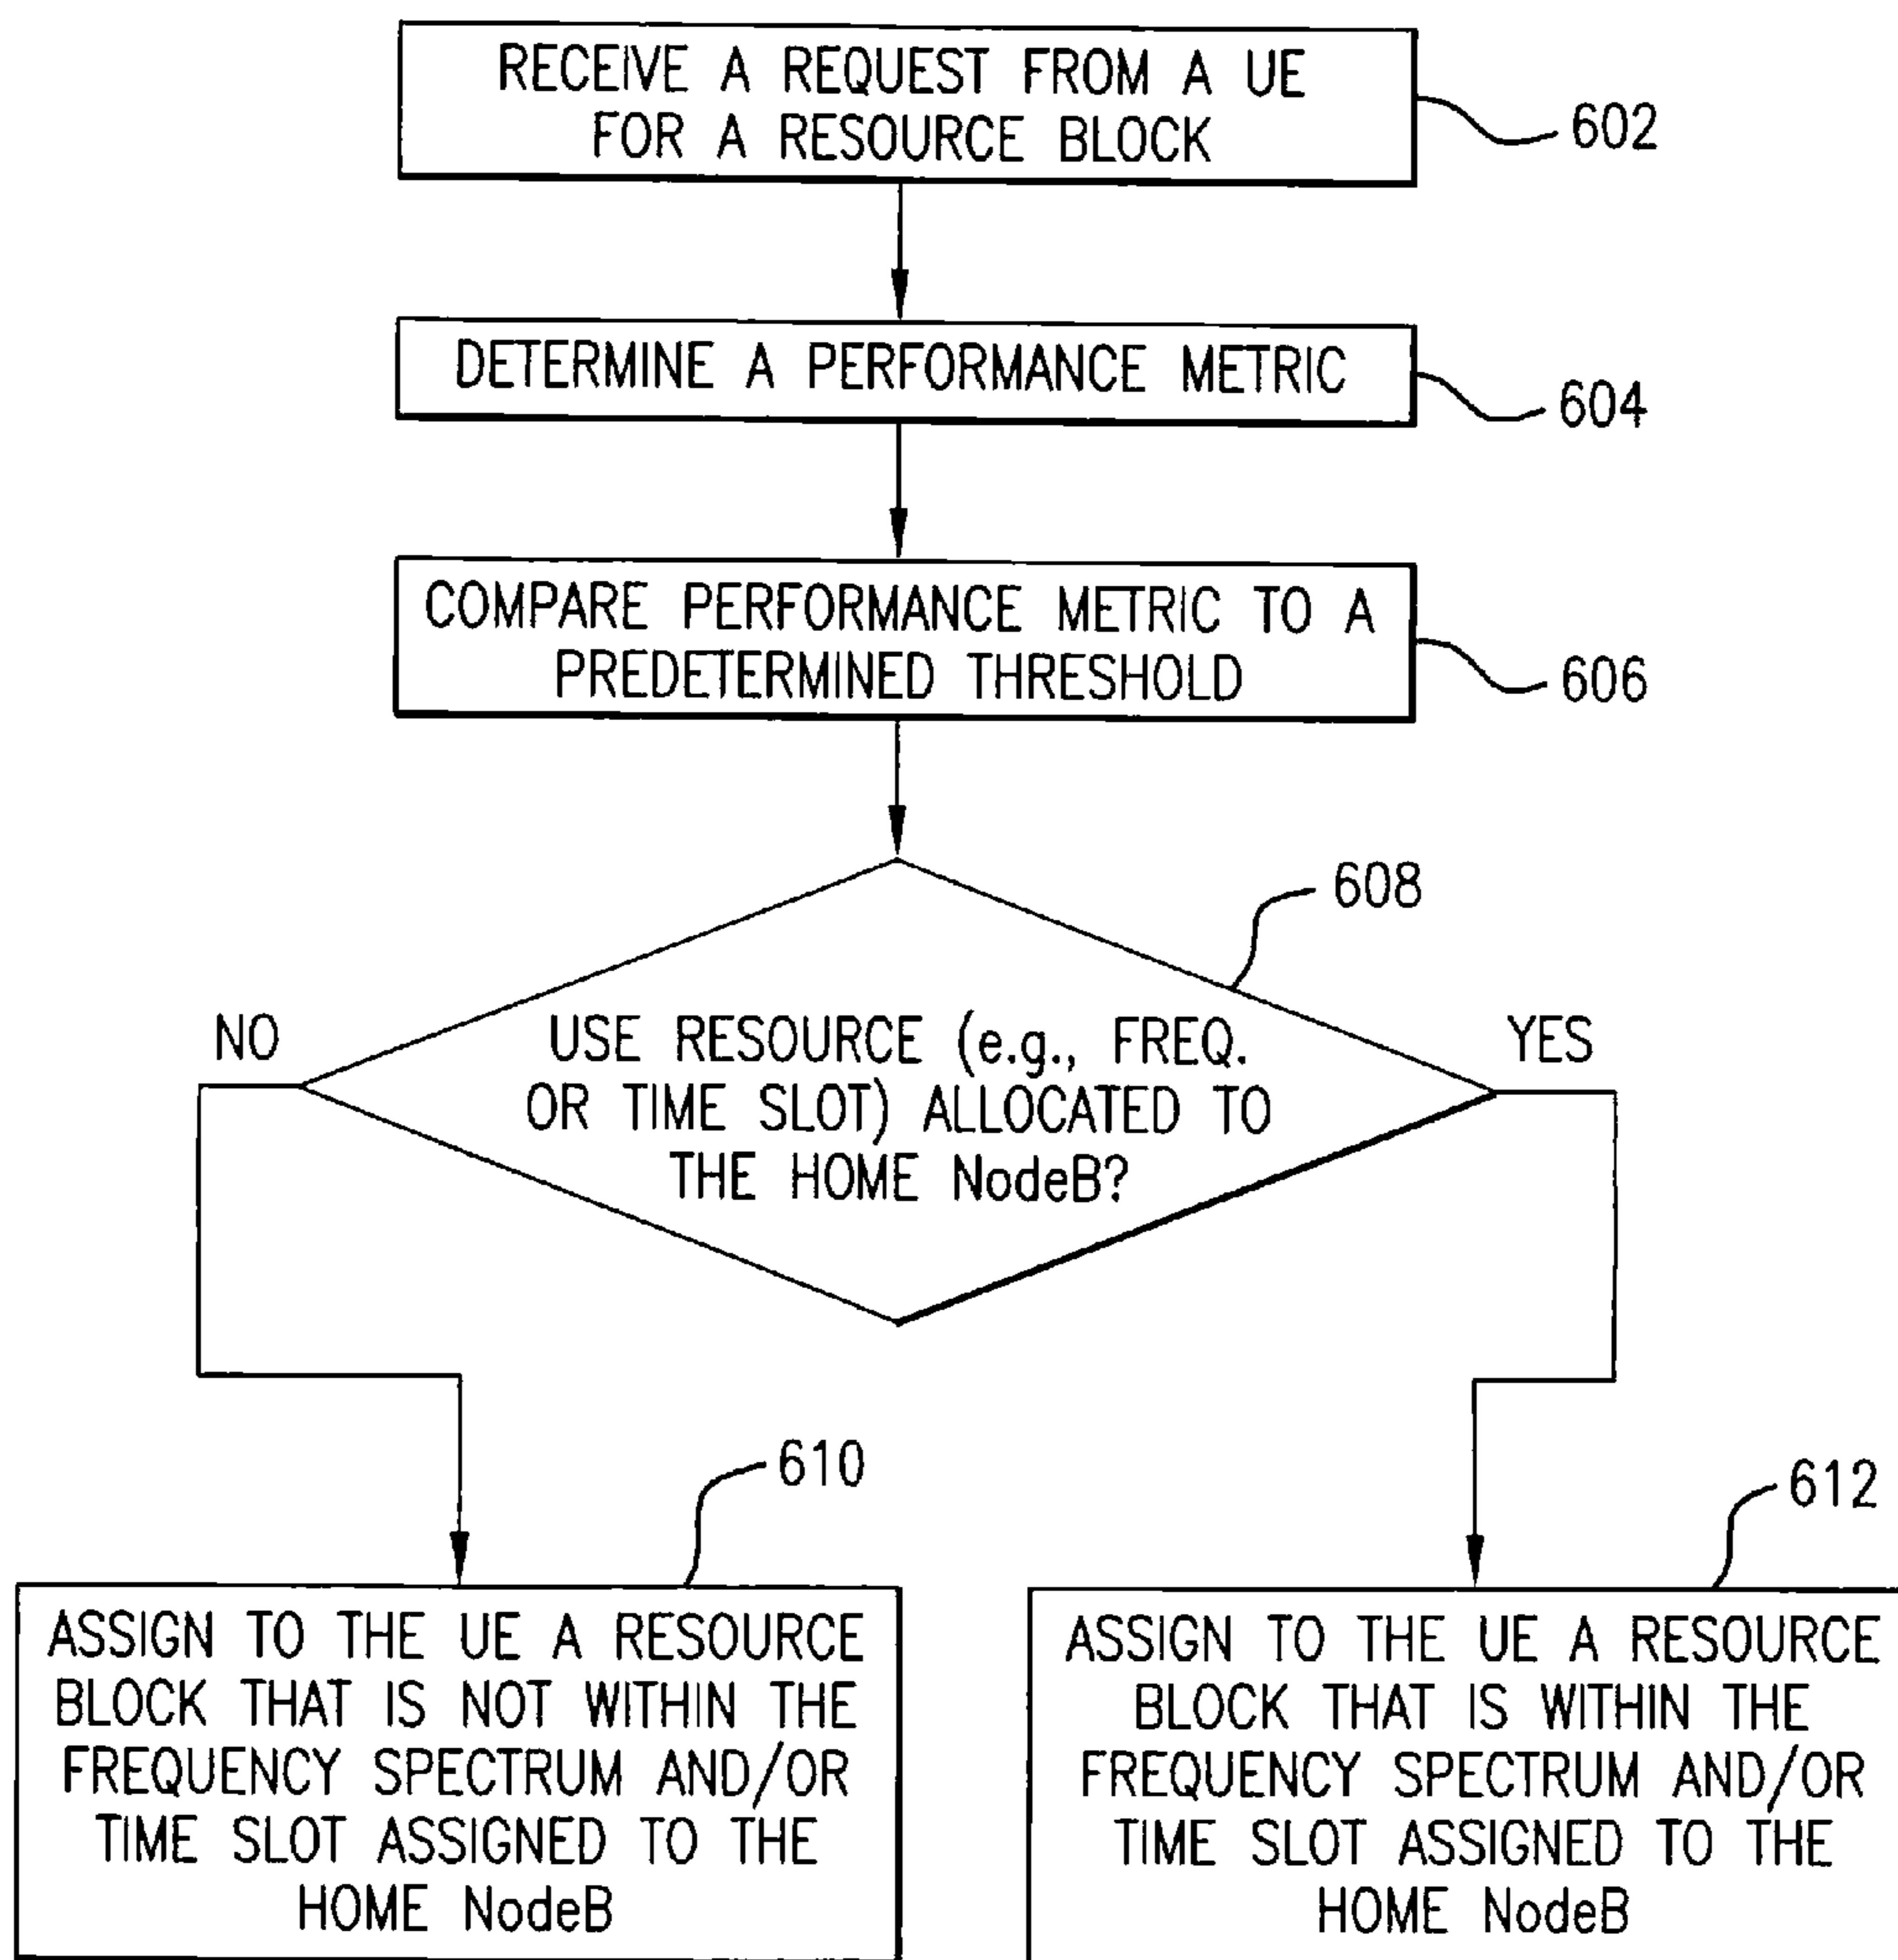 RECEIVE A REQUEST FROM A UE
FOR A RESOURCE BLOCK
602
DETERMINE A PERFORMANCE METRIC
604
COMPARE PERFORMANCE METRIC TO A
PREDETERMINED THRESHOLD
606
608
NO
USE RESOURCE (e.g., FREQ.
OR TIME SLOT) ALLOCATED TO
THE HOME NodeB?
YES
610
ASSIGN TO THE UE A RESOURCE
BLOCK THAT IS NOT WITHIN THE
FREQUENCY SPECTRUM AND/OR
TIME SLOT ASSIGNED TO THE
HOME NodeB
612
ASSIGN TO THE UE A RESOURCE
BLOCK THAT IS WITHIN THE
FREQUENCY SPECTRUM AND/OR
TIME SLOT ASSIGNED TO THE
HOME NodeB